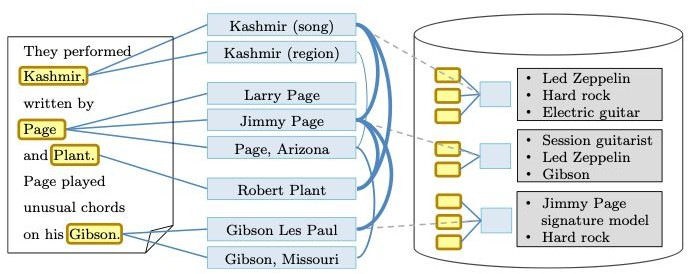 They performed
Kashmir,
written by
Page
and Plant.
Page played
unusual chords
on his Gibson.
Kashmir (song)
Kashmir (region)
Larry Page
Jimmy Page
Page, Arizona
Robert Plant
Gibson Les Paul
Gibson, Missouri
• Led Zeppelin
• Hard rock
• Electric guitar
• Session guitarist
• Led Zeppelin
• Gibson
• Jimmy Page
signature model
• Hard rock